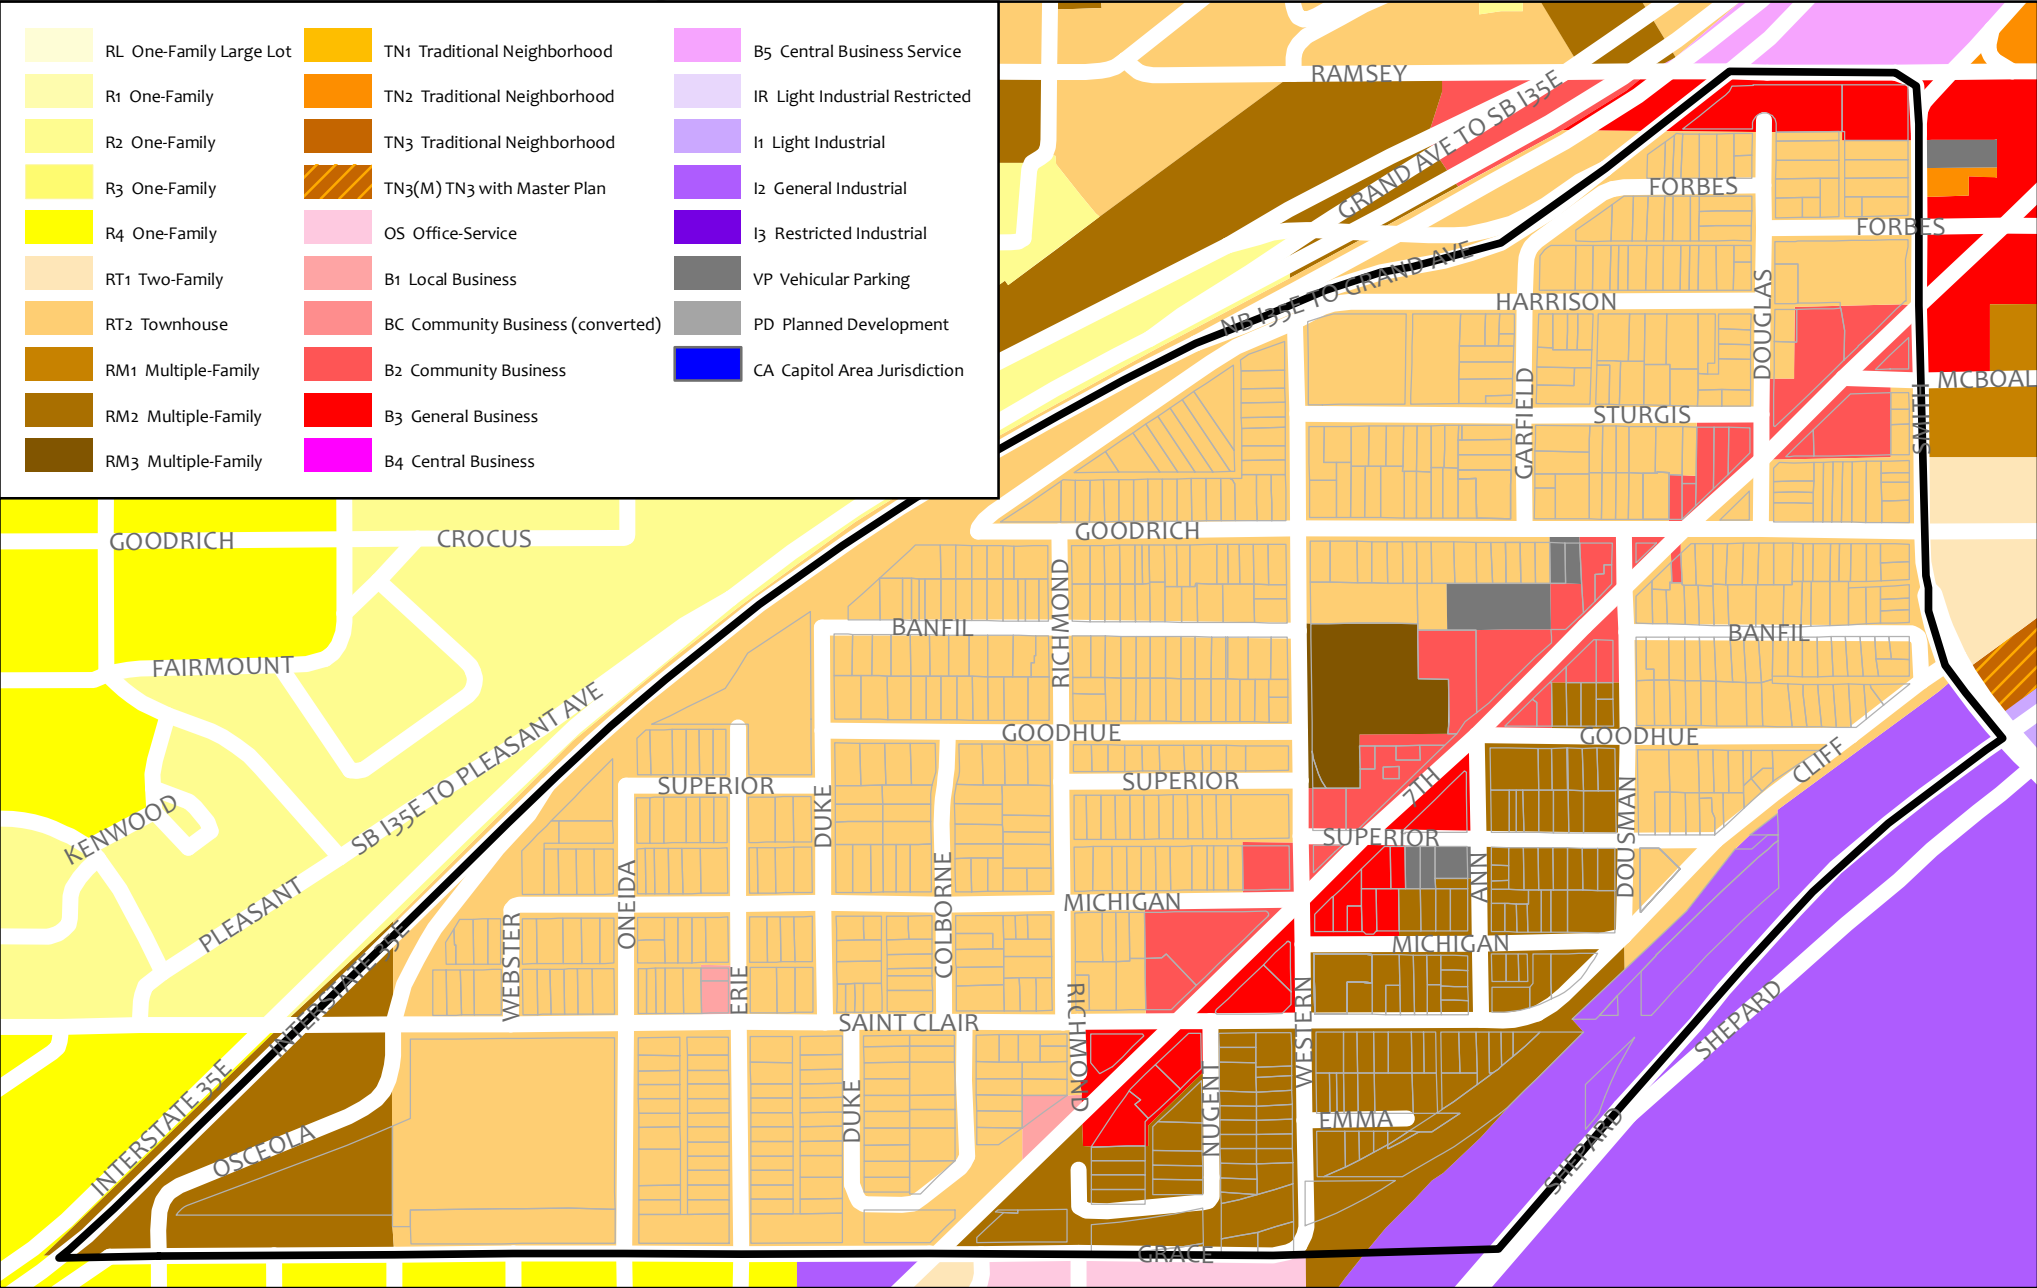 RL One-Family Large Lot
R1 One-Family
R2 One-Family
R3 One-Family
R4 One-Family
RT1 Two-Family
RT2 Townhouse
RM1 Multiple-Family
RM2 Multiple-Family
RM3 Multiple-Family
TN1 Traditional Neighborhood
TN2 Traditional Neighborhood
TN3 Traditional Neighborhood
TN3(M) TN3 with Master Plan
OS Office-Service
B1 Local Business
BC Community Business (converted)
B2 Community Business
B3 General Business
B4 Central Business
B5 Central Business Service
IR Light Industrial Restricted
I1 Light Industrial
I2 General Industrial
I3 Restricted Industrial
VP Vehicular Parking
PD Planned Development
CA Capitol Area Jurisdiction
RAMSEY
GRAND AVE TO SB I35E
FORBES
FORBES
NB I35E TO GRAND AVE
HARRISON
DOUGLAS
MCBOAL
SMITH
GARFIELD
STURGIS
GOODRICH
CROCUS
GOODRICH
RICHMOND
BANFIL
BANFIL
FAIRMOUNT
SB I35E TO PLEASANT AVE
GOODHUE
GOODHUE
CLIFF
SUPERIOR
SUPERIOR
7TH
DUKE
DOUSMAN
KENWOOD
SUPERIOR
ANN
ONEIDA
COLBORNE
PLEASANT
MICHIGAN
WEBSTER
MICHIGAN
INTERSTATE 35E
ERIE
RICHMOND
WESTERN
SHEPARD
SAINT CLAIR
INTERSTATE 35E
DUKE
NUGENT
EMMA
SHEPARD
OSCEOLA
GRACE